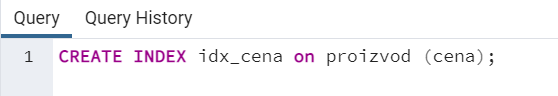 Query Query History
1 CREATE INDEX idx_cena on proizvod (cena);